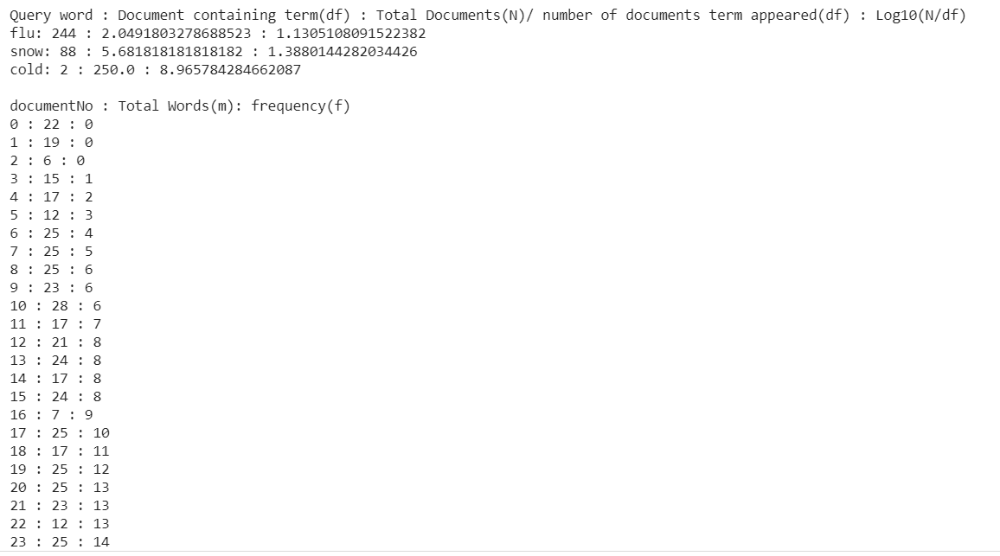 Query word : Document containing term(df) : Total Documents(N)/ number of documents term appeared(df) : Log10(N/df)
flu: 244 : 2.0491803278688523 : 1.1305108091522382
snow: 88 : 5.681818181818182 : 1.3880144282034426
cold: 2 : 250.0 : 8.965784284662087
documentNo : Total Words(m): frequency(f)
0 : 22 : 0
1 : 19 : 0
2 : 6 : 0
3 : 15 : 1
4 : 17 : 2
5 : 12 : 3
6 : 25 : 4
7 : 25 : 5
8 : 25 : 6
9 : 23 : 6
10 : 28 : 6
11 : 17 : 7
12 : 21 : 8
13 : 24 : 8
14 : 17 : 8
15 : 24 : 8
16 : 7 : 9
17 : 25 : 10
18 : 17 : 11
19 : 25 : 12
20 : 25 : 13
21 : 23 : 13
22 : 12 : 13
23 : 25 : 14